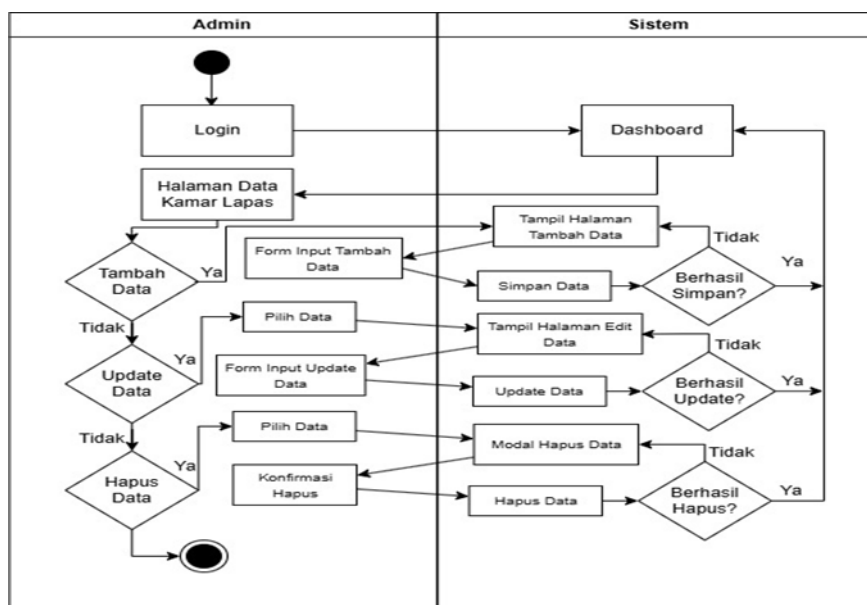 Admin
Sistem
Login
Dashboard
Halaman Data
Kamar Lapas
Tampil Halaman
Tambah Data
Tidak
Form Input Tambah
Data
Ya
Ya
Tambah
Data
Simpan Data
Berhasil
Simpan?
Tidak
Pilih Data
Tampil Halaman Edit
Data
Tidak
Ya
Update
Data
Form Input Update
Data
Update Data
Berhasil
Update?
Ya
Tidak
Pilih Data
Modal Hapus Data
Tidak
Ya
Hapus
Data
Konfirmasi
Hapus
Hapus Data
Berhasil
Hapus?
Ya